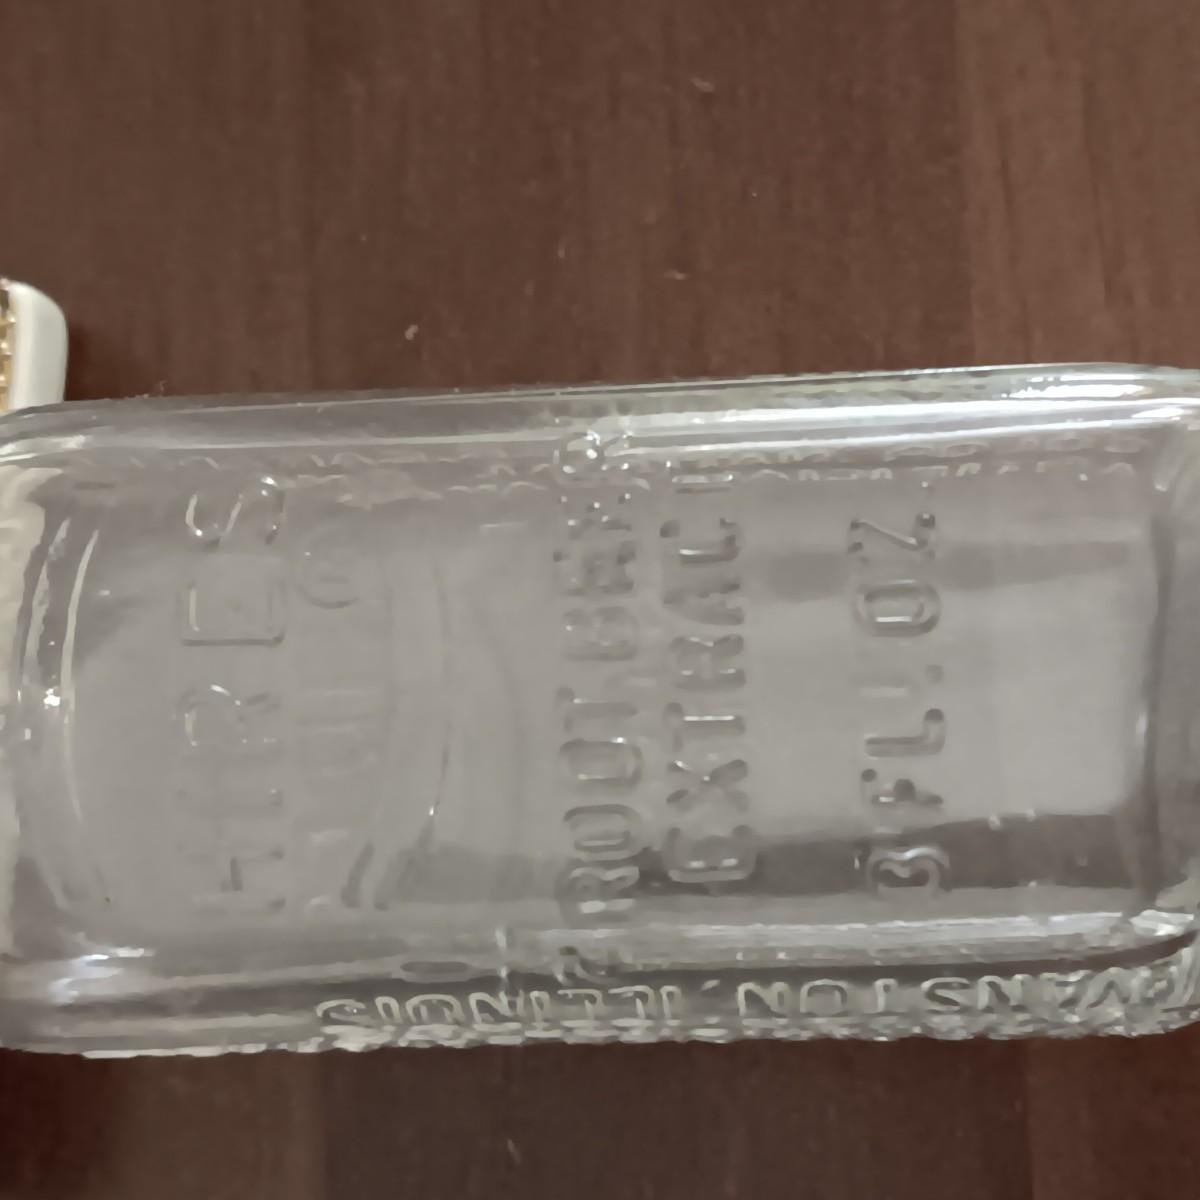 HIRES
®
ROOT BEER
EXTRACT
3 FL. OZ.
EVANSTON, ILLINOIS